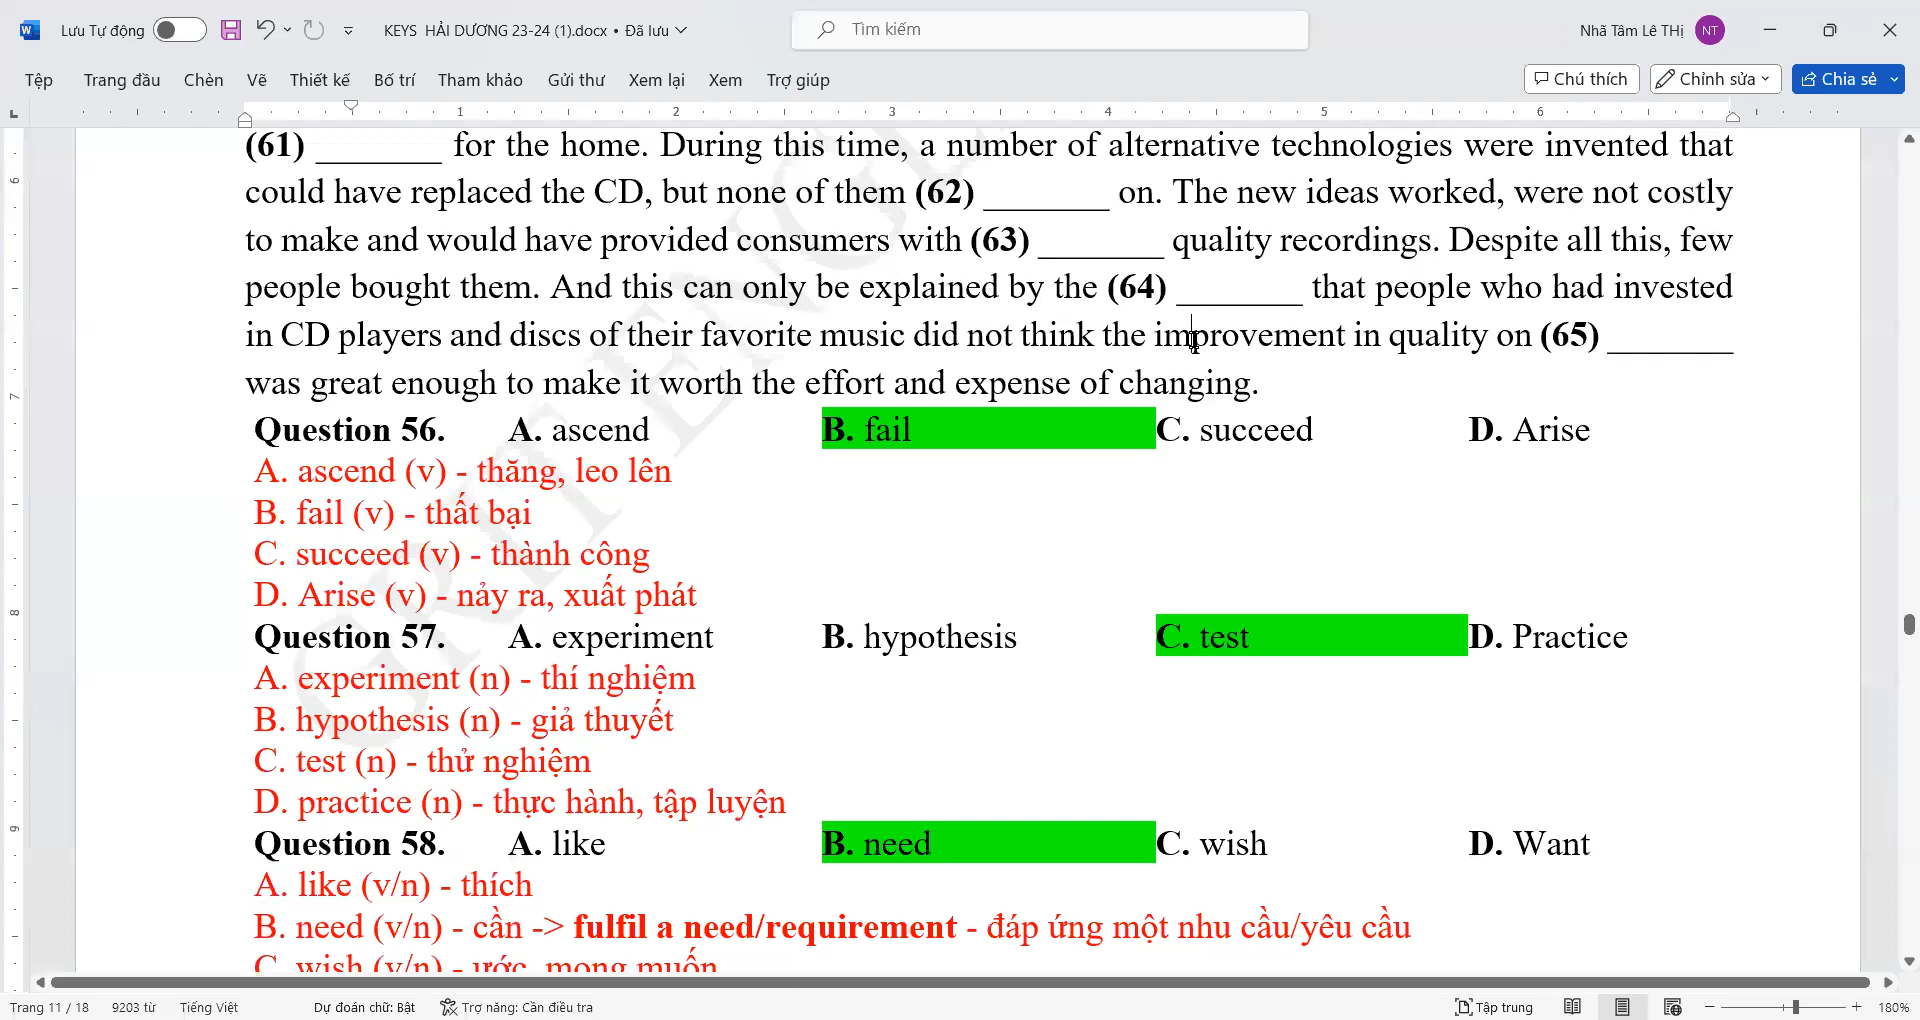 Lưu Tự động KEYS HẢI DƯƠNG 23-24 (1).docx • Đã lưu Tìm kiếm Nhã Tâm Lê THị NT
Tệp Trang đầu Chèn Vẽ Thiết kế Bố trí Tham khảo Gửi thư Xem lại Xem Trợ giúp Chú thích Chỉnh sửa Chia sẻ
1 2 3 4 5 6
(61) _______ for the home. During this time, a number of alternative technologies were invented that
could have replaced the CD, but none of them (62) _______ on. The new ideas worked, were not costly
to make and would have provided consumers with (63) _______ quality recordings. Despite all this, few
people bought them. And this can only be explained by the (64) _______ that people who had invested
in CD players and discs of their favorite music did not think the improvement in quality on (65) _______
was great enough to make it worth the effort and expense of changing.
Question 56. A. ascend B. fail C. succeed D. Arise
A. ascend (v) - thăng, leo lên
B. fail (v) - thất bại
C. succeed (v) - thành công
D. Arise (v) - nảy ra, xuất phát
Question 57. A. experiment B. hypothesis C. test D. Practice
A. experiment (n) - thí nghiệm
B. hypothesis (n) - giả thuyết
C. test (n) - thử nghiệm
D. practice (n) - thực hành, tập luyện
Question 58. A. like B. need C. wish D. Want
A. like (v/n) - thích
B. need (v/n) - cần -> fulfil a need/requirement - đáp ứng một nhu cầu/yêu cầu
C. wish (v/n) - ước, mong muốn
Trang 11 / 18 9203 từ Tiếng Việt Dự đoán chữ: Bật Trợ năng: Cần điều tra Tập trung 180%